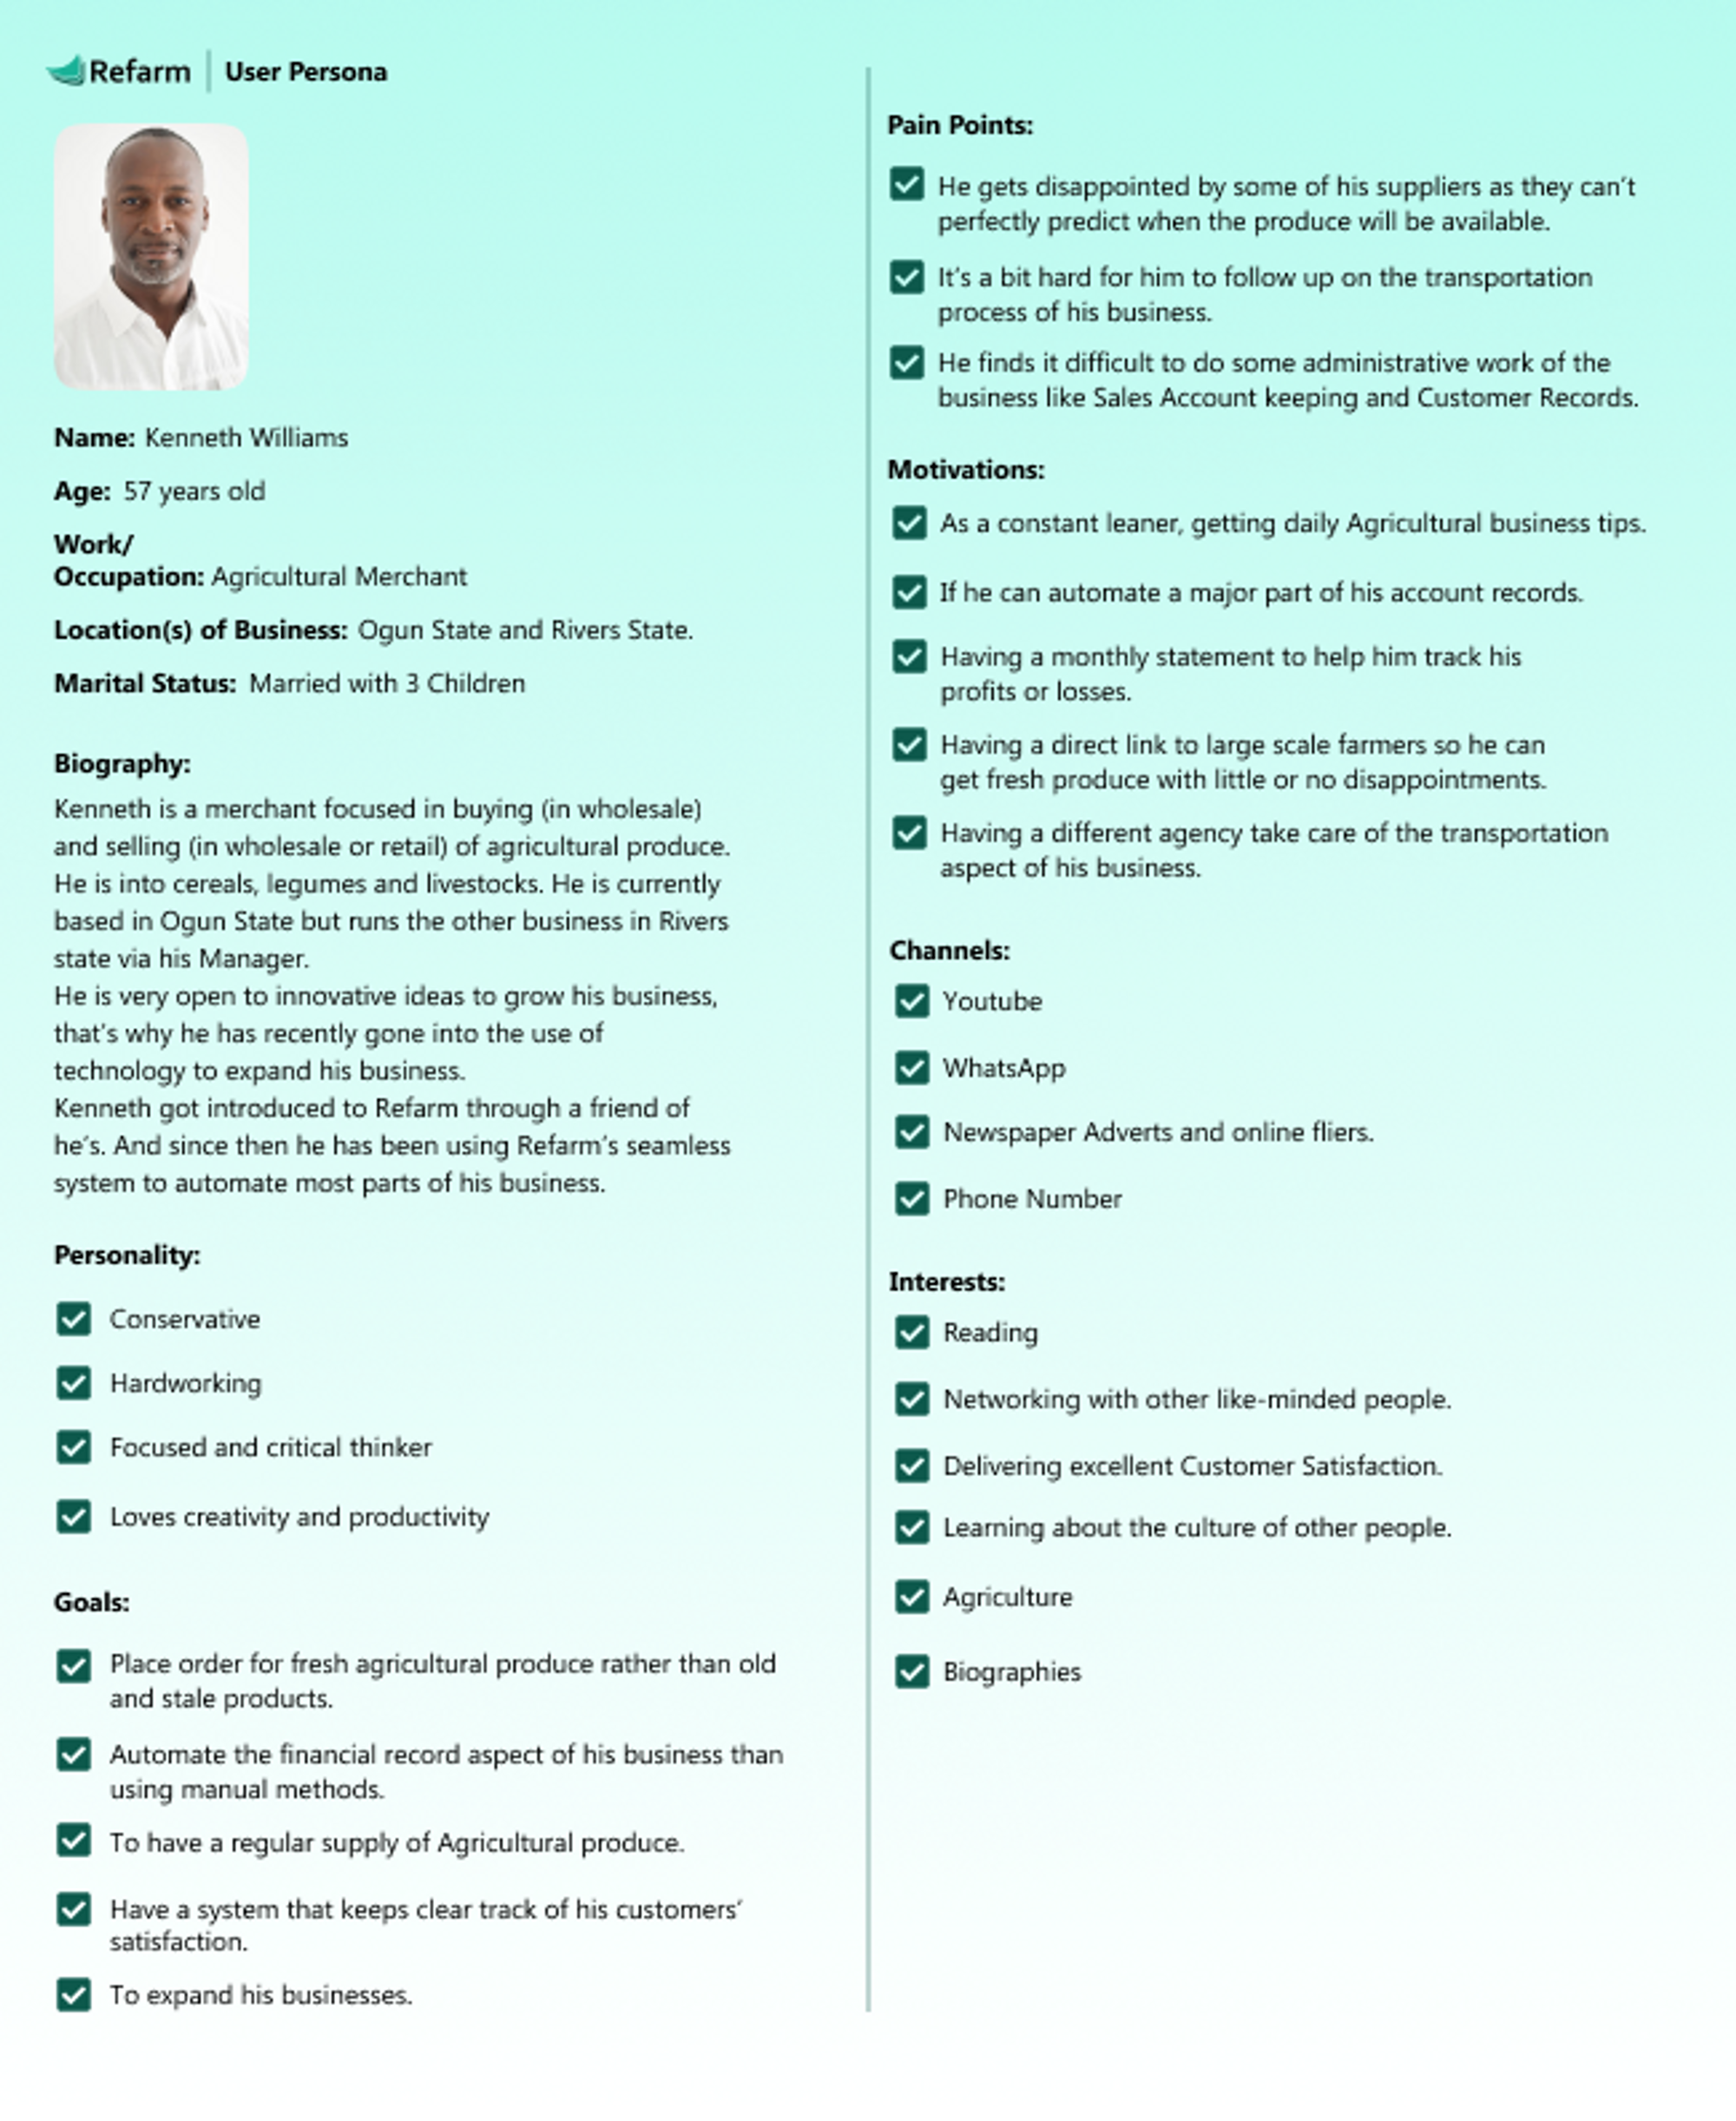 Refarm | User Persona
Name: Kenneth Williams
Age: 57 years old
Work/
Occupation: Agricultural Merchant
Location(s) of Business: Ogun State and Rivers State.
Marital Status: Married with 3 Children
Biography:
Kenneth is a merchant focused in buying (in wholesale)
and selling (in wholesale or retail) of agricultural produce.
He is into cereals, legumes and livestocks. He is currently
based in Ogun State but runs the other business in Rivers
state via his Manager.
He is very open to innovative ideas to grow his business,
that's why he has recently gone into the use of
technology to expand his business.
Kenneth got introduced to Refarm through a friend of
he's. And since then he has been using Refarm's seamless
system to automate most parts of his business.
Personality:
Conservative
Hardworking
Focused and critical thinker
Loves creativity and productivity
Goals:
Place order for fresh agricultural produce rather than old
and stale products.
Automate the financial record aspect of his business than
using manual methods.
To have a regular supply of Agricultural produce.
Have a system that keeps clear track of his customers'
satisfaction.
To expand his businesses.
Pain Points:
He gets disappointed by some of his suppliers as they can't
perfectly predict when the produce will be available.
It's a bit hard for him to follow up on the transportation
process of his business.
He finds it difficult to do some administrative work of the
business like Sales Account keeping and Customer Records.
Motivations:
As a constant leaner, getting daily Agricultural business tips.
If he can automate a major part of his account records.
Having a monthly statement to help him track his
profits or losses.
Having a direct link to large scale farmers so he can
get fresh produce with little or no disappointments.
Having a different agency take care of the transportation
aspect of his business.
Channels:
Youtube
WhatsApp
Newspaper Adverts and online fliers.
Phone Number
Interests:
Reading
Networking with other like-minded people.
Delivering excellent Customer Satisfaction.
Learning about the culture of other people.
Agriculture
Biographies